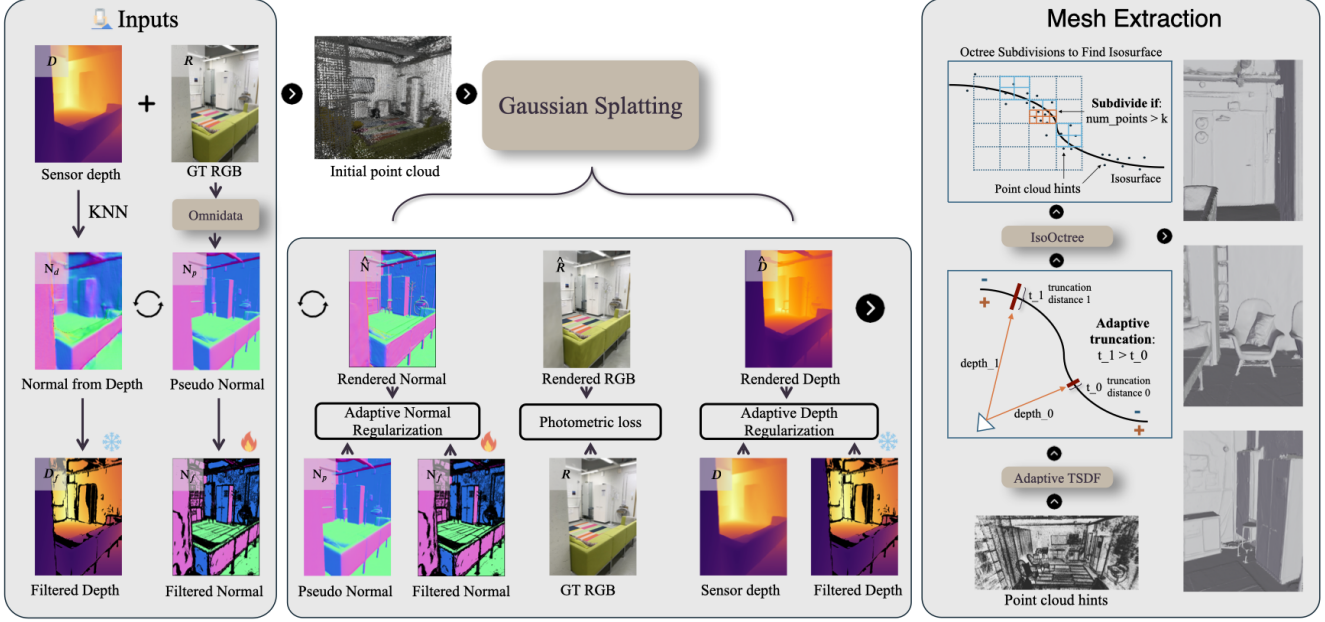 Inputs
D
R
+
Sensor depth
GT RGB
KNN
Omnidata
N_d
N_p
Normal from Depth
Pseudo Normal
D_f
N_f
Filtered Depth
Filtered Normal
Initial point cloud
Gaussian Splatting
N̂
R̂
D̂
Rendered Normal
Rendered RGB
Rendered Depth
Adaptive Normal
Regularization
Photometric loss
Adaptive Depth
Regularization
N_p
N_f
R
D
Pseudo Normal
Filtered Normal
GT RGB
Sensor depth
Filtered Depth
Mesh Extraction
Octree Subdivisions to Find Isosurface
Subdivide if:
num_points > k
Point cloud hints
Isosurface
IsoOctree
-
+
t_1
truncation
distance 1
Adaptive
truncation:
t_1 > t_0
depth_1
t_0
truncation
distance 0
depth_0
-
+
Adaptive TSDF
Point cloud hints